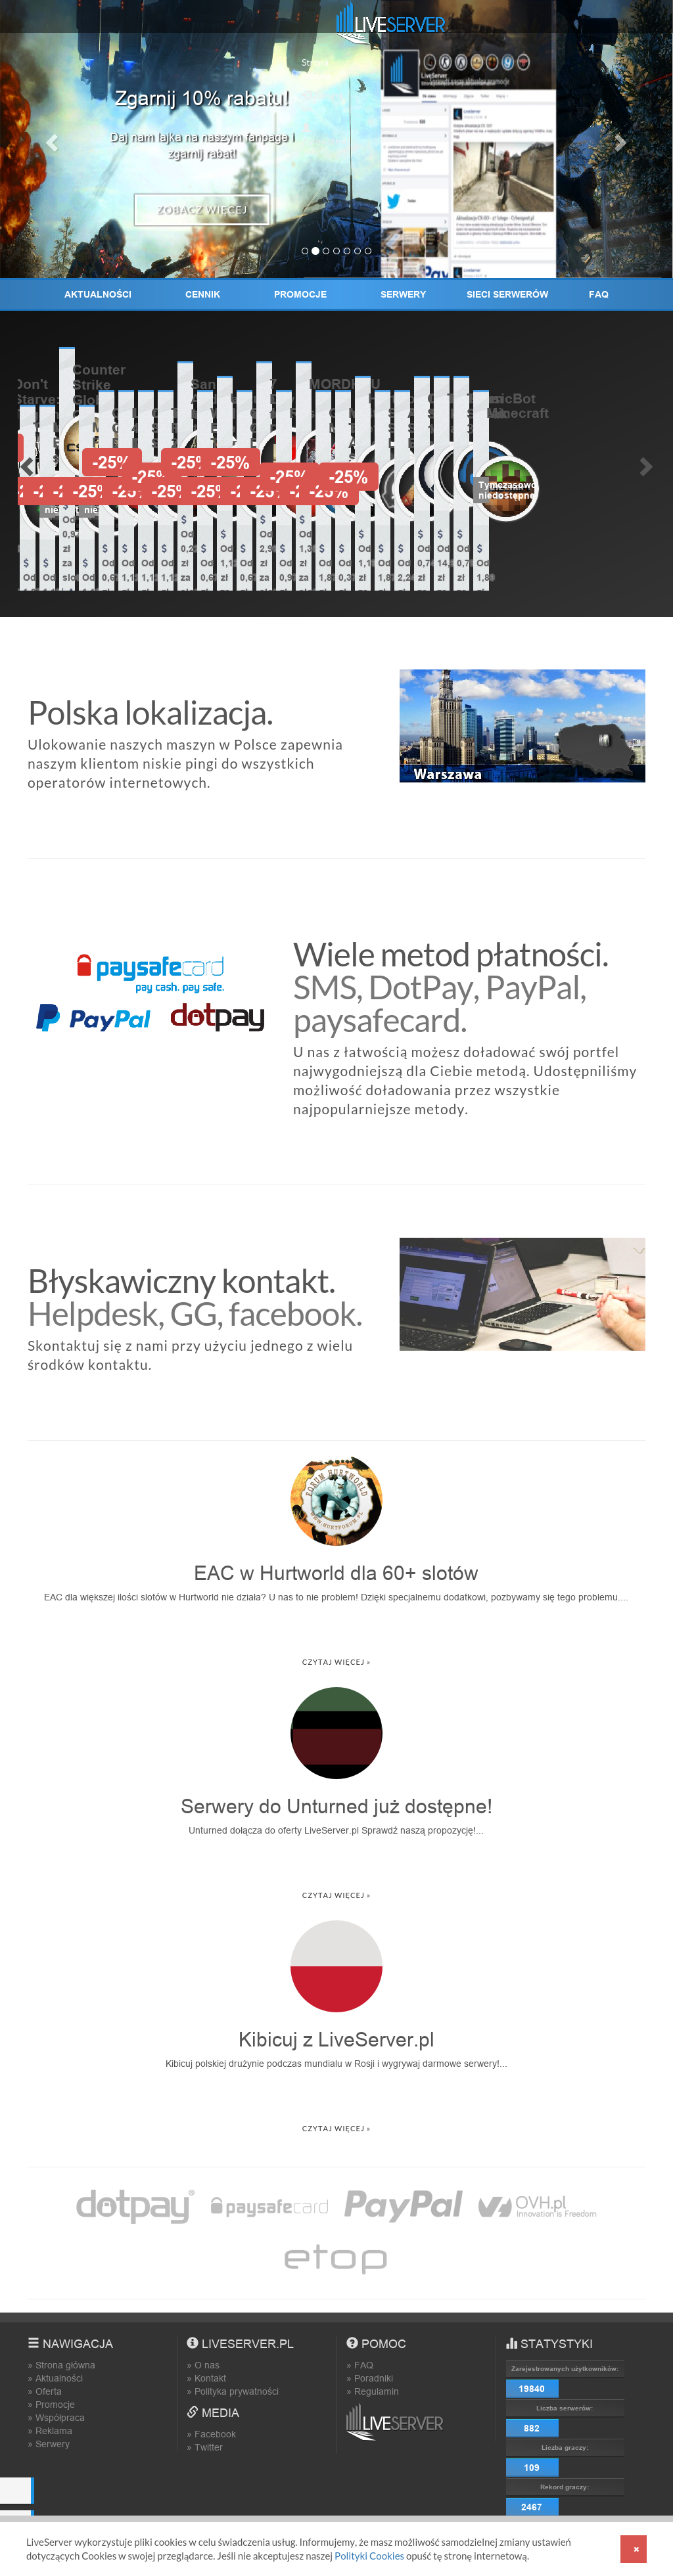 LIVESERVER
Zgarnij 10% rabatu!
Daj nam lajka na naszym fanpage i
zgarnij rabat!
ZOBACZ WIĘCEJ
AKTUALNOŚCI CENNIK PROMOCJE SERWERY SIECI SERWERÓW FAQ
Don't
Starve:
Counter
Strike
-25%
-25%
-25%
Tymczasowo
niedostępne
Polska lokalizacja.
Ulokowanie naszych maszyn w Polsce zapewnia
naszym klientom niskie pingi do wszystkich
operatorów internetowych.
Warszawa
paysafecard
pay cash. pay safe.
PayPal dotpay
Wiele metod płatności.
SMS, DotPay, PayPal,
paysafecard.
U nas z łatwością możesz doładować swój portfel
najwygodniejszą dla Ciebie metodą. Udostępniliśmy
możliwość doładowania przez wszystkie
najpopularniejsze metody.
Błyskawiczny kontakt.
Helpdesk, GG, facebook.
Skontaktuj się z nami przy użyciu jednego z wielu
środków kontaktu.
EAC w Hurtworld dla 60+ slotów
EAC dla większej ilości slotów w Hurtworld nie działa? U nas to nie problem! Dzięki specjalnemu dodatkowi, pozbywamy się tego problemu....
CZYTAJ WIĘCEJ »
Serwery do Unturned już dostępne!
Unturned dołącza do oferty LiveServer.pl Sprawdź naszą propozycję!...
CZYTAJ WIĘCEJ »
Kibicuj z LiveServer.pl
Kibicuj polskiej drużynie podczas mundialu w Rosji i wygrywaj darmowe serwery!...
CZYTAJ WIĘCEJ »
dotpay® paysafecard PayPal OVH.pl
Innovation is Freedom
etop
NAWIGACJA
» Strona główna
» Aktualności
» Oferta
» Promocje
» Współpraca
» Reklama
» Serwery
LIVESERVER.PL
» O nas
» Kontakt
» Polityka prywatności
MEDIA
» Facebook
» Twitter
POMOC
» FAQ
» Poradniki
» Regulamin
LIVESERVER
STATYSTYKI
Zarejestrowanych użytkowników:
19840
Liczba serwerów:
882
Liczba graczy:
109
Rekord graczy:
2467
LiveServer wykorzystuje pliki cookies w celu świadczenia usług. Informujemy, że masz możliwość samodzielnej zmiany ustawień
dotyczących Cookies w swojej przeglądarce. Jeśli nie akceptujesz naszej Polityki Cookies opuść tę stronę internetową.